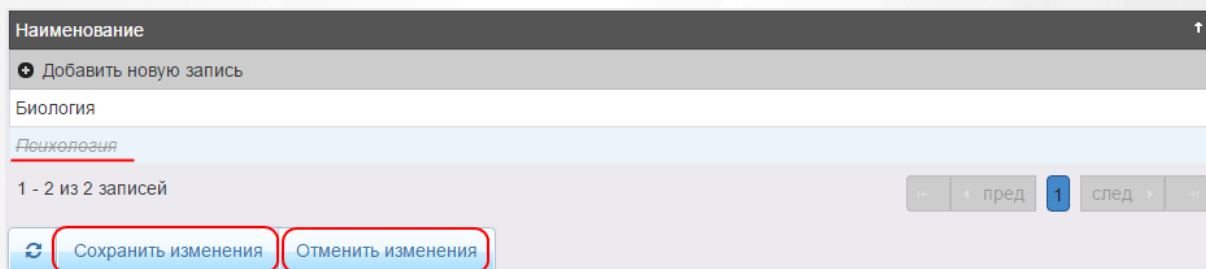 Наименование
Добавить новую запись
Биология
Психология
1 - 2 из 2 записей пред 1 след
Сохранить изменения Отменить изменения